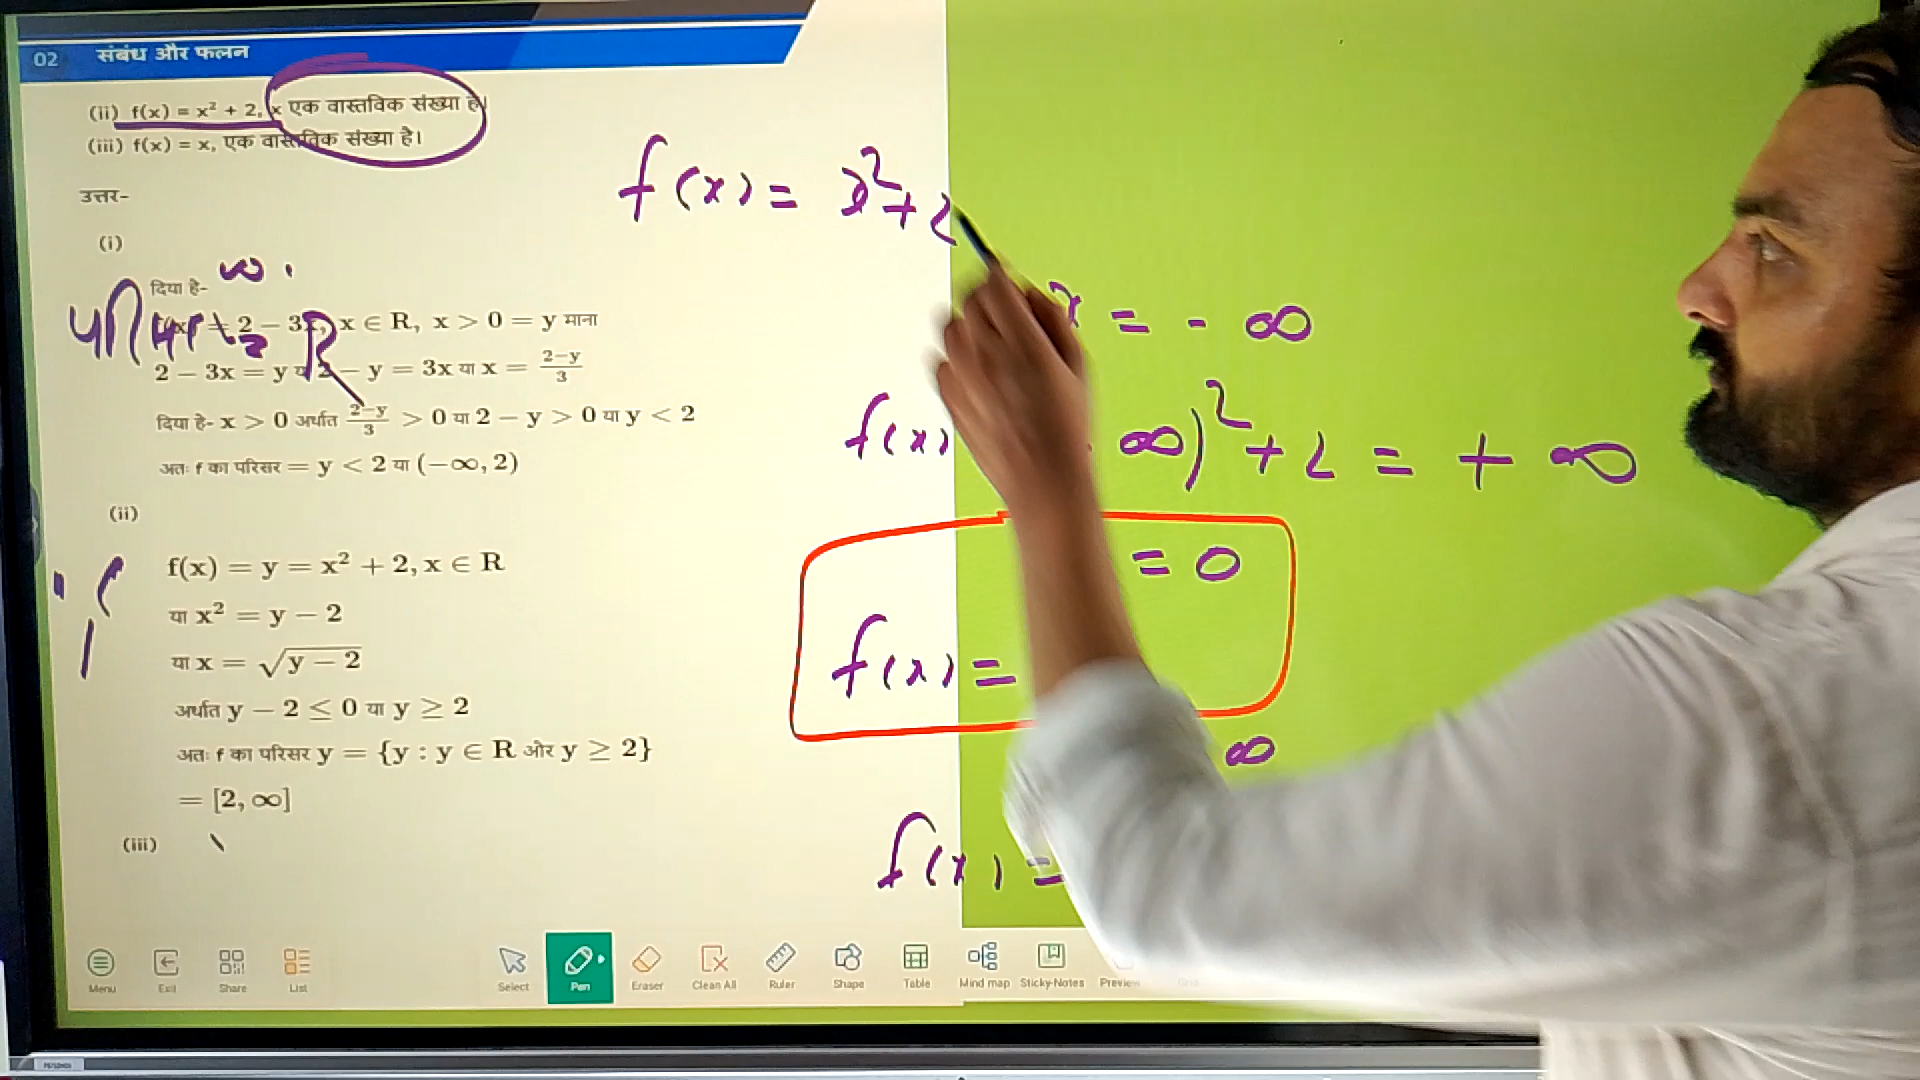 02 संबंध और फलन
(ii) f(x) = x² + 2, x एक वास्तविक संख्या है।
(iii) f(x) = x, एक वास्तविक संख्या है।
उत्तर-
(i)
दिया है-
2 − 3x, x ∈ R, x > 0 = y माना
2 − 3x = y या 2 − y = 3x या x = (2−y)/3
दिया है- x > 0 अर्थात (2−y)/3 > 0 या 2 − y > 0 या y < 2
अतः f का परिसर = y < 2 या (−∞, 2)
(ii)
f(x) = y = x² + 2, x ∈ R
या x² = y − 2
या x = √(y − 2)
अर्थात y − 2 ≤ 0 या y ≥ 2
अतः f का परिसर y = {y : y ∈ R ओर y ≥ 2}
= [2, ∞]
(iii)
f(x) = x²+2
x = - ∞
f(x) ∞)²+2 = + ∞
= 0
f(x) =
∞
f(x) =
Menu Exit Share List Select Pen Eraser Clean All Ruler Shape Table Mind map Sticky-Notes Preview